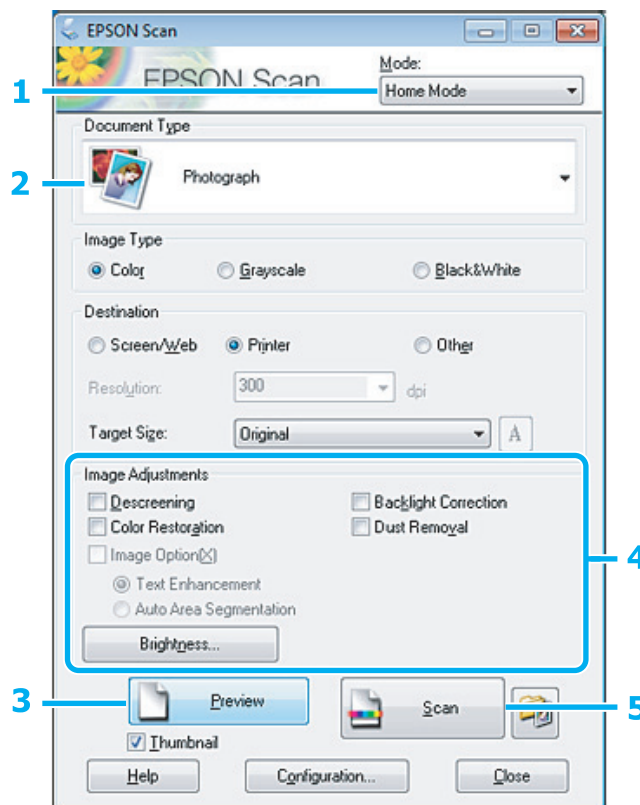 EPSON Scan
EPSON Scan
Mode:
1
Home Mode
Document Type
2
Photograph
Image Type
Color Grayscale Black&White
Destination
Screen/Web Printer Other
Resolution: 300 dpi
Target Size: Original A
Image Adjustments
Descreening Backlight Correction
Color Restoration Dust Removal
Image Option(X)
4
Text Enhancement
Auto Area Segmentation
Brightness...
3 Preview Scan 5
Thumbnail
Help Configuration... Close